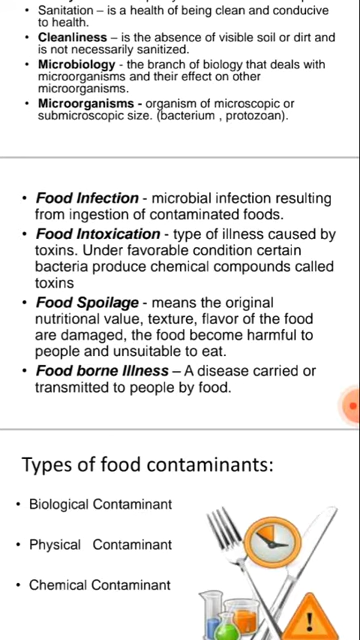 • Sanitation – is a health of being clean and conducive
to health.
• Cleanliness – is the absence of visible soil or dirt and
is not necessarily sanitized.
• Microbiology - the branch of biology that deals with
microorganisms and their effect on other
microorganisms.
• Microorganisms - organism of microscopic or
submicroscopic size. (bacterium , protozoan).
• Food Infection - microbial infection resulting
from ingestion of contaminated foods.
• Food Intoxication - type of illness caused by
toxins. Under favorable condition certain
bacteria produce chemical compounds called
toxins
• Food Spoilage - means the original
nutritional value, texture, flavor of the food
are damaged, the food become harmful to
people and unsuitable to eat.
• Food borne Illness – A disease carried or
transmitted to people by food.
Types of food contaminants:
• Biological Contaminant
• Physical Contaminant
• Chemical Contaminant